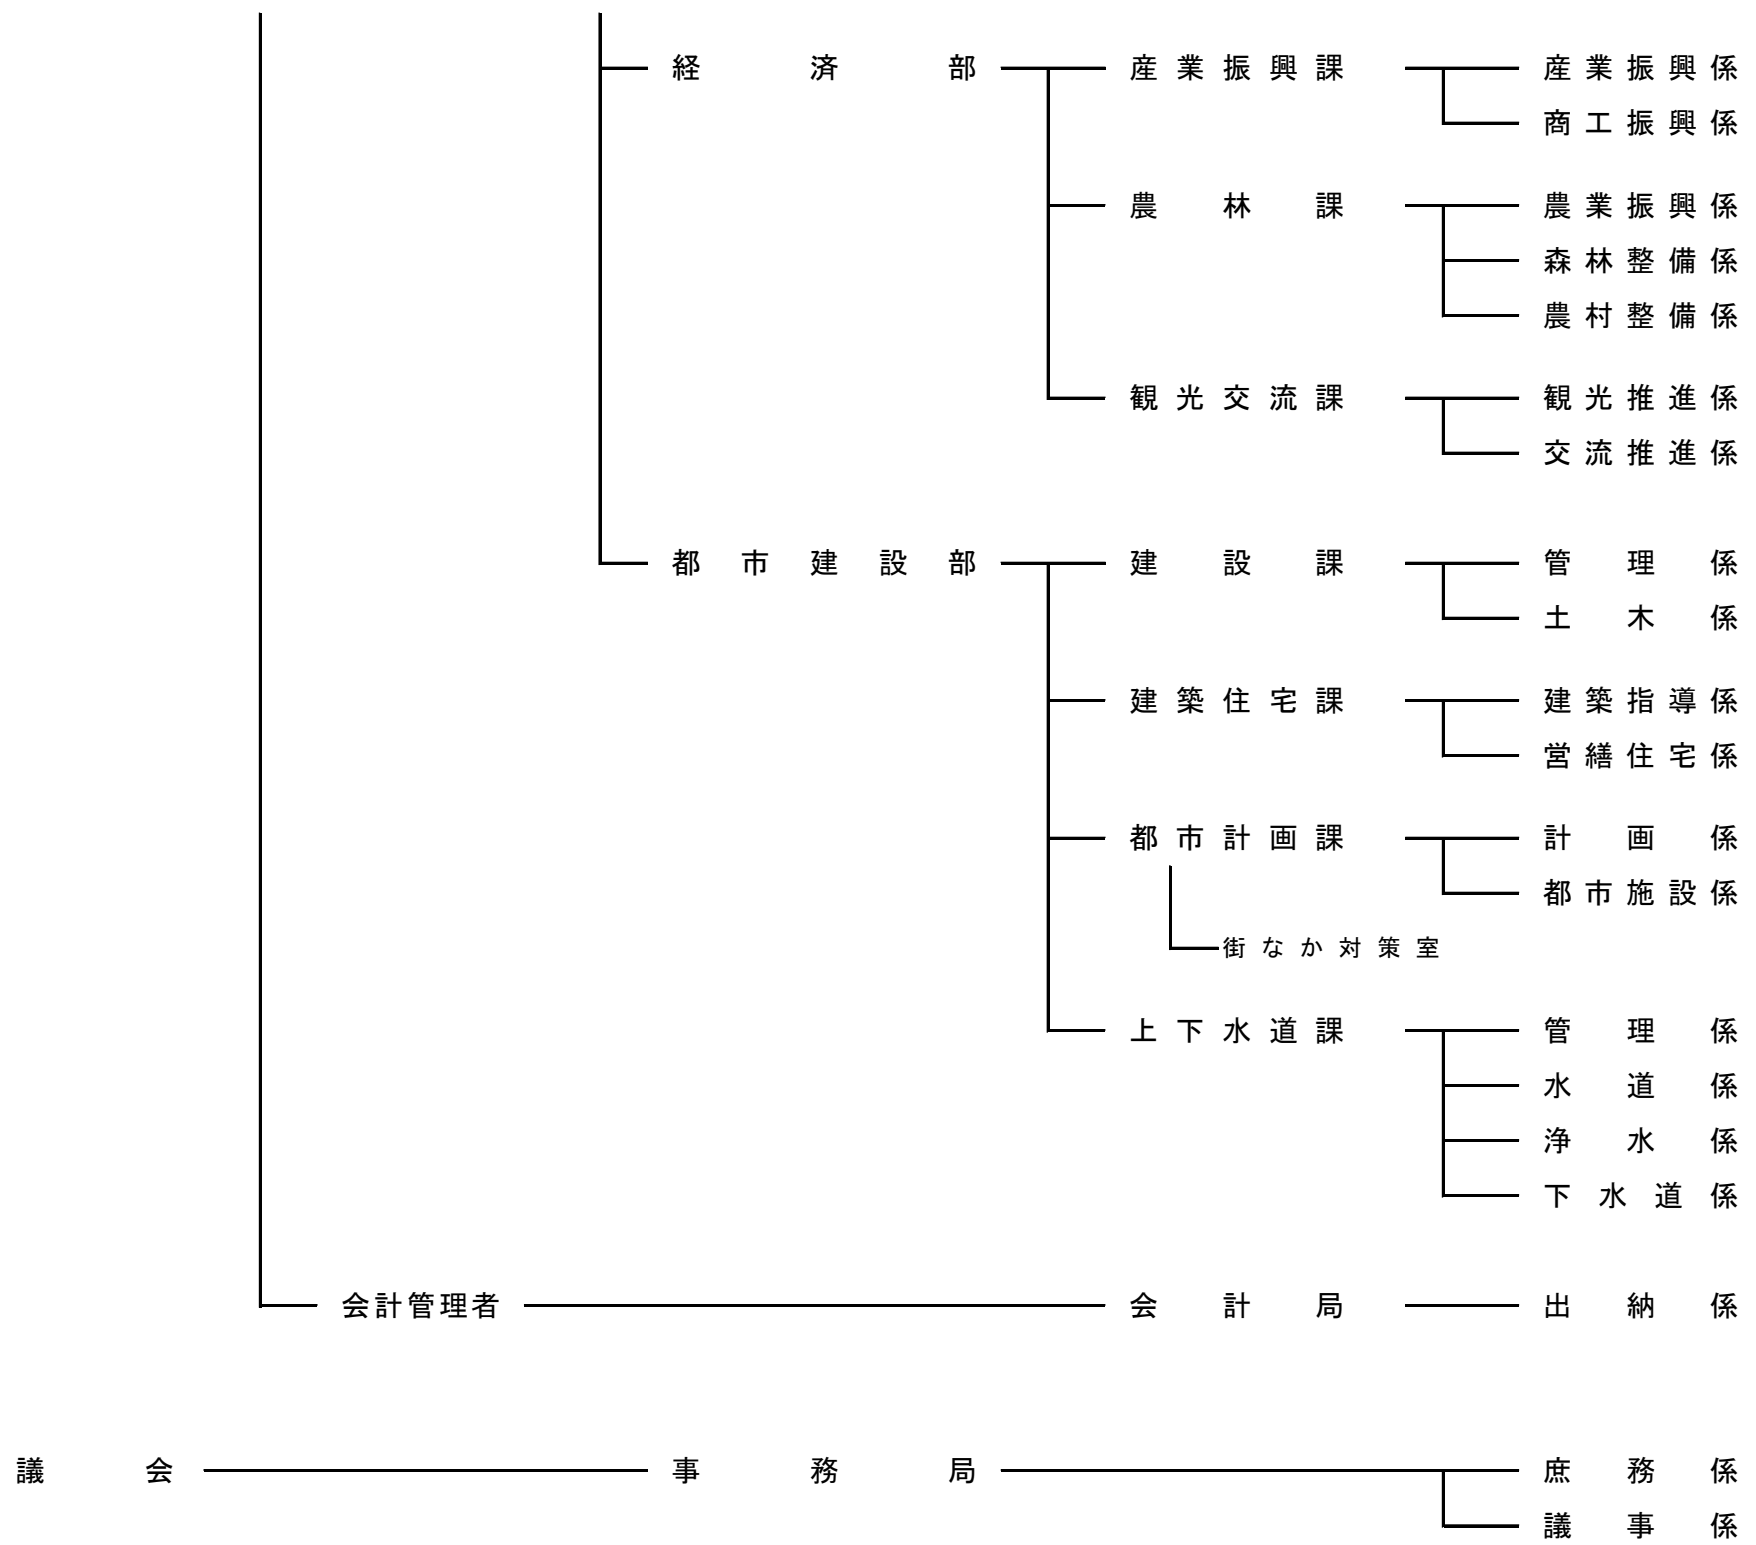 経済部 産業振興課 産業振興係
商工振興係
農林課 農業振興係
森林整備係
農村整備係
観光交流課 観光推進係
交流推進係
都市建設部 建設課 管理係
土木係
建築住宅課 建築指導係
営繕住宅係
都市計画課 計画係
都市施設係
街なか対策室
上下水道課 管理係
水道係
浄水係
下水道係
会計管理者 会計局 出納係
議会 事務局 庶務係
議事係